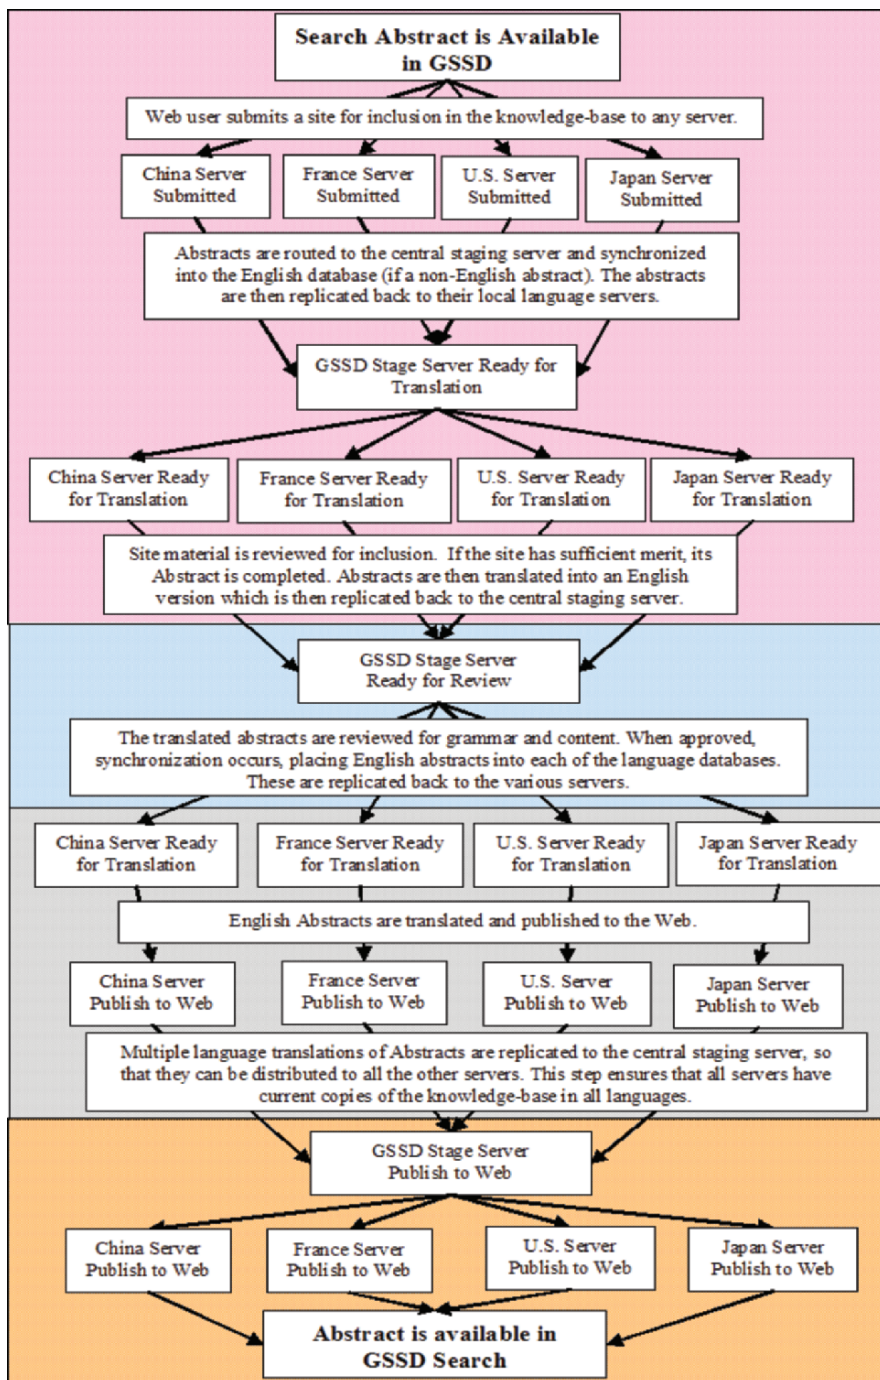 Search Abstract is Available
in GSSD
Web user submits a site for inclusion in the knowledge-base to any server.
China Server
Submitted
France Server
Submitted
U.S. Server
Submitted
Japan Server
Submitted
Abstracts are routed to the central staging server and synchronized
into the English database (if a non-English abstract). The abstracts
are then replicated back to their local language servers.
GSSD Stage Server Ready for
Translation
China Server Ready
for Translation
France Server Ready
for Translation
U.S. Server Ready
for Translation
Japan Server Ready
for Translation
Site material is reviewed for inclusion. If the site has sufficient merit, its
Abstract is completed. Abstracts are then translated into an English
version which is then replicated back to the central staging server.
GSSD Stage Server
Ready for Review
The translated abstracts are reviewed for grammar and content. When approved,
synchronization occurs, placing English abstracts into each of the language databases.
These are replicated back to the various servers.
China Server Ready
for Translation
France Server Ready
for Translation
U.S. Server Ready
for Translation
Japan Server Ready
for Translation
English Abstracts are translated and published to the Web.
China Server
Publish to Web
France Server
Publish to Web
U.S. Server
Publish to Web
Japan Server
Publish to Web
Multiple language translations of Abstracts are replicated to the central staging server, so
that they can be distributed to all the other servers. This step ensures that all servers have
current copies of the knowledge-base in all languages.
GSSD Stage Server
Publish to Web
China Server
Publish to Web
France Server
Publish to Web
U.S. Server
Publish to Web
Japan Server
Publish to Web
Abstract is available in
GSSD Search